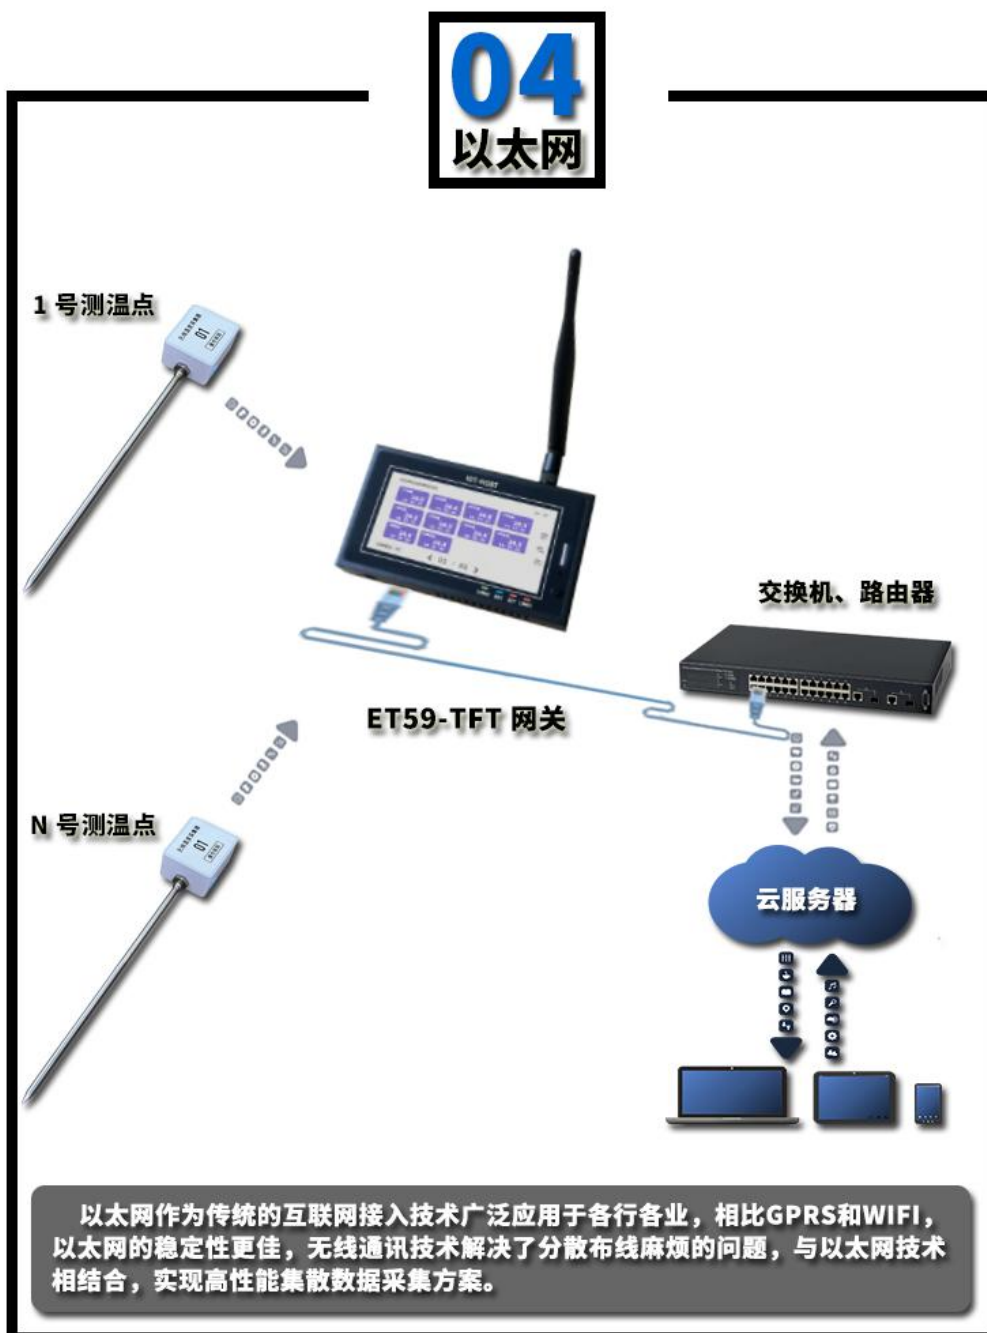 04
以太网
1 号测温点
01
IOT-HOST
交换机、路由器
ET59-TFT 网关
N 号测温点
01
云服务器
以太网作为传统的互联网接入技术广泛应用于各行各业，相比GPRS和WIFI，
以太网的稳定性更佳，无线通讯技术解决了分散布线麻烦的问题，与以太网技术
相结合，实现高性能集散数据采集方案。